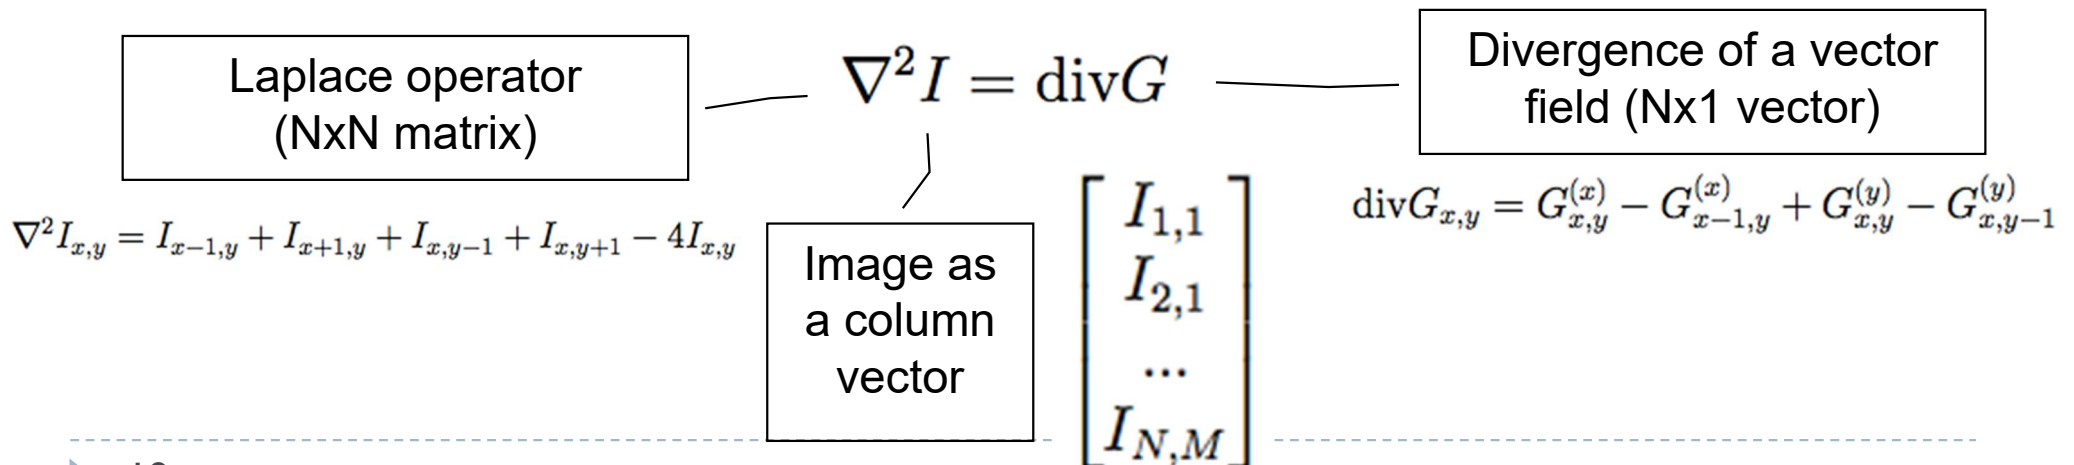 Laplace operator
(NxN matrix)
∇²I = divG
Divergence of a vector
field (Nx1 vector)
∇²I_{x,y} = I_{x−1,y} + I_{x+1,y} + I_{x,y−1} + I_{x,y+1} − 4I_{x,y}
Image as
a column
vector
I_{1,1}
I_{2,1}
...
I_{N,M}
divG_{x,y} = G^{(x)}_{x,y} − G^{(x)}_{x−1,y} + G^{(y)}_{x,y} − G^{(y)}_{x,y−1}